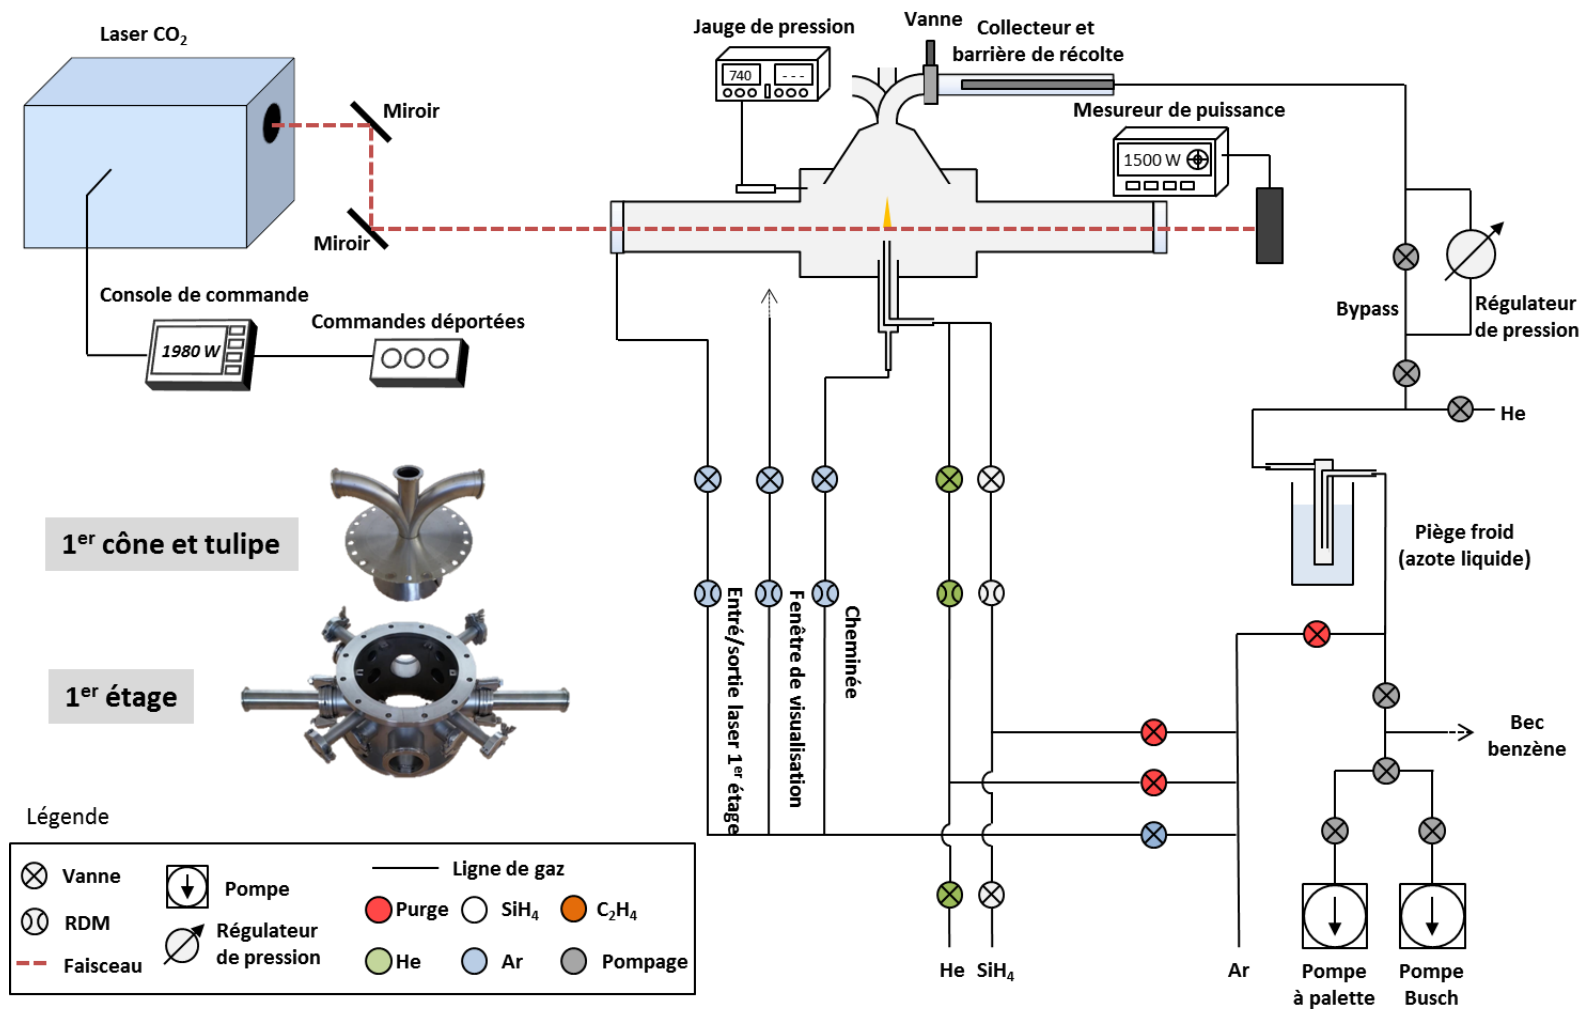 Laser CO2
Miroir
Miroir
Console de commande
1980 W
Commandes déportées
Jauge de pression
740
---
Vanne
Collecteur et
barrière de récolte
Mesureur de puissance
1500 W
Bypass
Régulateur
de pression
He
Piège froid
(azote liquide)
Bec
benzène
Entré/sortie laser 1er étage
Fenêtre de visualisation
Cheminée
1er cône et tulipe
1er étage
He
SiH4
Ar
Pompe
à palette
Pompe
Busch
Légende
Vanne
RDM
Faisceau
Pompe
Régulateur
de pression
Ligne de gaz
Purge
SiH4
C2H4
He
Ar
Pompage